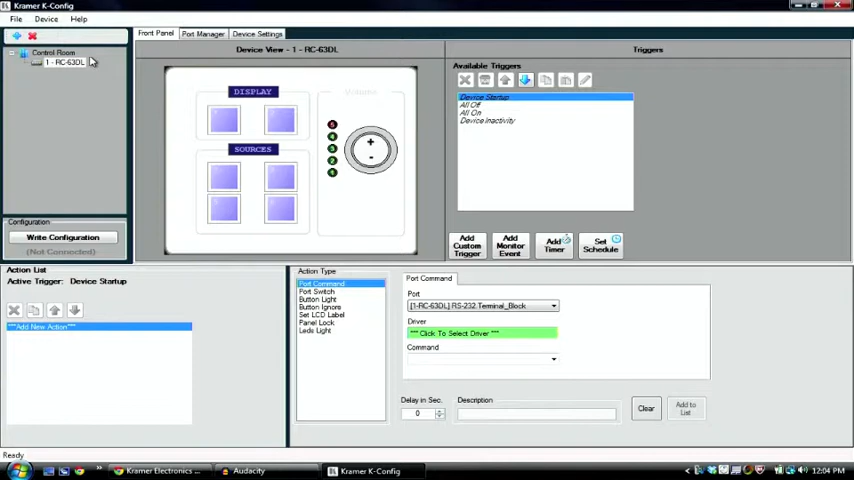 Kramer K-Config
File Device Help
Front Panel Port Manager Device Settings
Control Room
1 - RC-63DL
Device View - 1 - RC-63DL
Triggers
DISPLAY
SOURCES
5
4
3
2
1
+
-
Available Triggers
Device Startup
All Off
All On
Device Inactivity
Add Custom Trigger
Add Monitor Event
Add Timer
Set Schedule
Configuration
Write Configuration
(Not Connected)
Action List
Active Trigger: Device Startup
***Add New Action***
Action Type
Port Command
Port Switch
Button Light
Button Ignore
Set LCD Label
Panel Lock
Leds Light
Port Command
Port
[1-RC-63DL] RS-232.Terminal_Block
Driver
*** Click To Select Driver ***
Command
Delay in Sec.
0
Description
Clear
Add to List
Ready
Kramer Electronics ...
Audacity
Kramer K-Config
12:04 PM